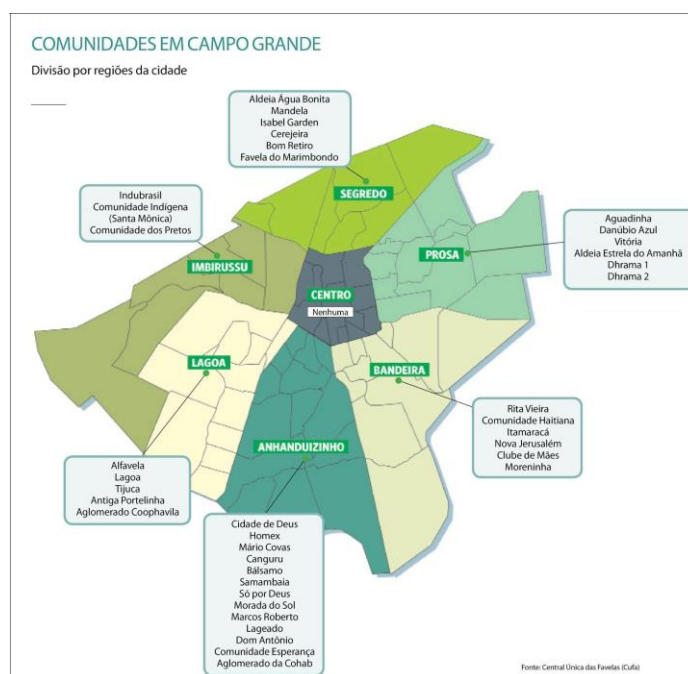 COMUNIDADES EM CAMPO GRANDE
Divisão por regiões da cidade
Aldeia Água Bonita
Mandela
Isabel Garden
Cerejeira
Bom Retiro
Favela do Marimbondo
SEGREDO
Indubrasil
Comunidade Indígena
(Santa Mônica)
Comunidade dos Pretos
IMBIRUSSU
Aguadinha
Danúbio Azul
Vitória
Aldeia Estrela do Amanhã
Dhrama 1
Dhrama 2
PROSA
CENTRO
Nenhuma
LAGOA
BANDEIRA
Rita Vieira
Comunidade Haitiana
Itamaracá
Nova Jerusalém
Clube de Mães
Moreninha
ANHANDUIZINHO
Alfavela
Lagoa
Tijuca
Antiga Portelinha
Aglomerado Coophavila
Cidade de Deus
Homex
Mário Covas
Canguru
Bálsamo
Samambaia
Só por Deus
Morada do Sol
Marcos Roberto
Lageado
Dom Antônio
Comunidade Esperança
Aglomerado da Cohab
Fonte: Central Única das Favelas (Cufa)